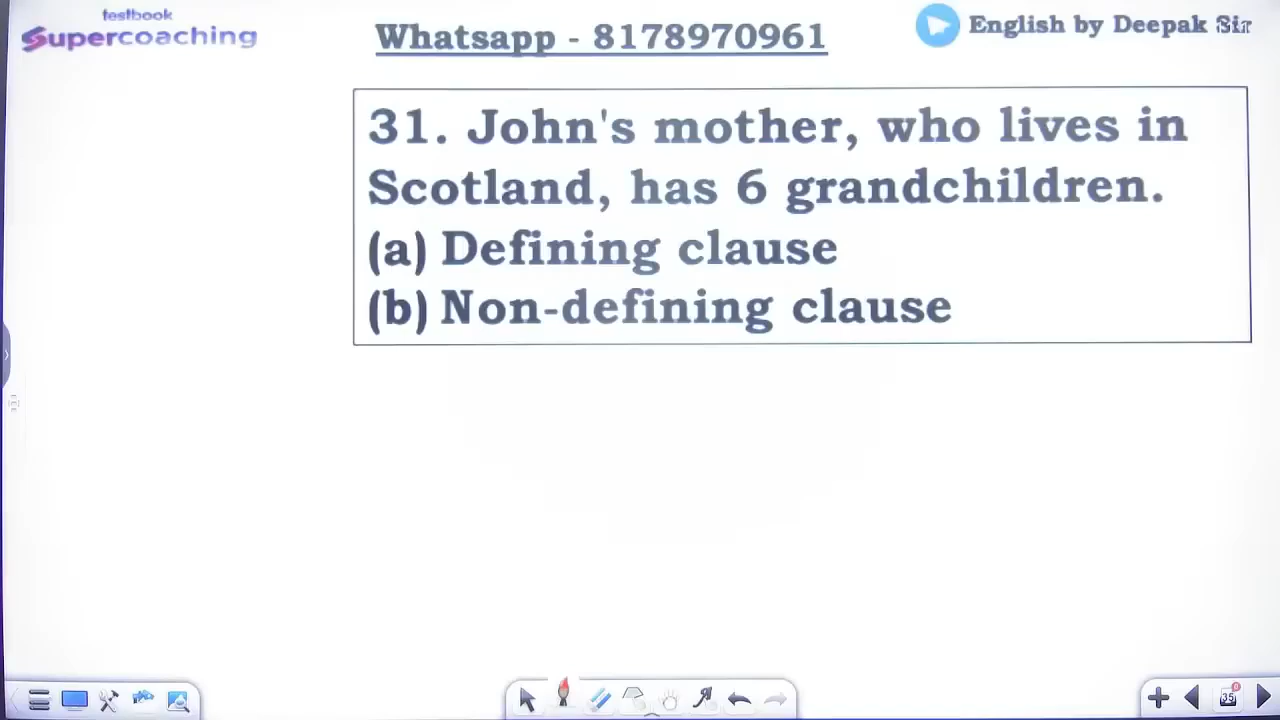 testbook
Supercoaching
Whatsapp - 8178970961
English by Deepak Sir
31. John's mother, who lives in
Scotland, has 6 grandchildren.
(a) Defining clause
(b) Non-defining clause
35